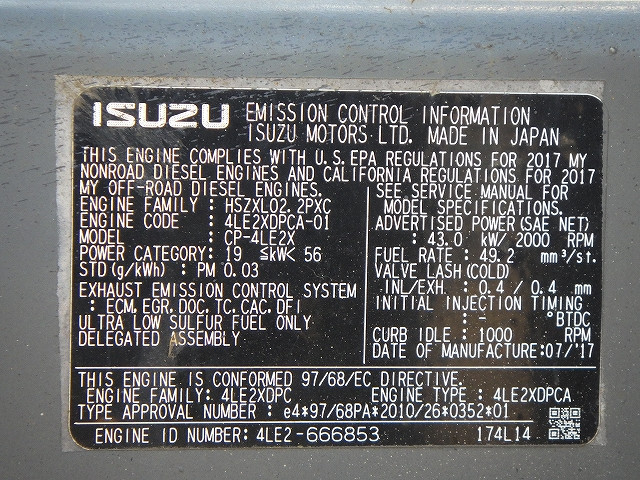 ISUZU EMISSION CONTROL INFORMATION
ISUZU MOTORS LTD. MADE IN JAPAN
THIS ENGINE COMPLIES WITH U.S. EPA REGULATIONS FOR 2017 MY
NONROAD DIESEL ENGINES AND CALIFORNIA REGULATIONS FOR 2017
MY OFF-ROAD DIESEL ENGINES.
ENGINE FAMILY : HSZXL02.2PXC
ENGINE CODE : 4LE2XDPCA-01
MODEL : CP-4LE2X
POWER CATEGORY: 19 ≦kW< 56
STD(g/kWh) : PM 0.03
EXHAUST EMISSION CONTROL SYSTEM
: ECM, EGR, DOC, TC, CAC, DFI
ULTRA LOW SULFUR FUEL ONLY
DELEGATED ASSEMBLY
SEE SERVICE MANUAL FOR
MODEL SPECIFICATIONS.
ADVERTISED POWER(SAE NET)
: 43.0 kW/ 2000 RPM
FUEL RATE : 49.2 mm³/st.
VALVE LASH(COLD)
IN/EXH. : 0.4 / 0.4 mm
INITIAL INJECTION TIMING
: - °BTDC
CURB IDLE : 1000 RPM
DATE OF MANUFACTURE:07/'17
THIS ENGINE IS CONFORMED 97/68/EC DIRECTIVE.
ENGINE FAMILY: 4LE2XDPC ENGINE TYPE : 4LE2XDPCA
TYPE APPROVAL NUMBER : e4*97/68PA*2010/26*0352*01
ENGINE ID NUMBER: 4LE2-666853 174L14